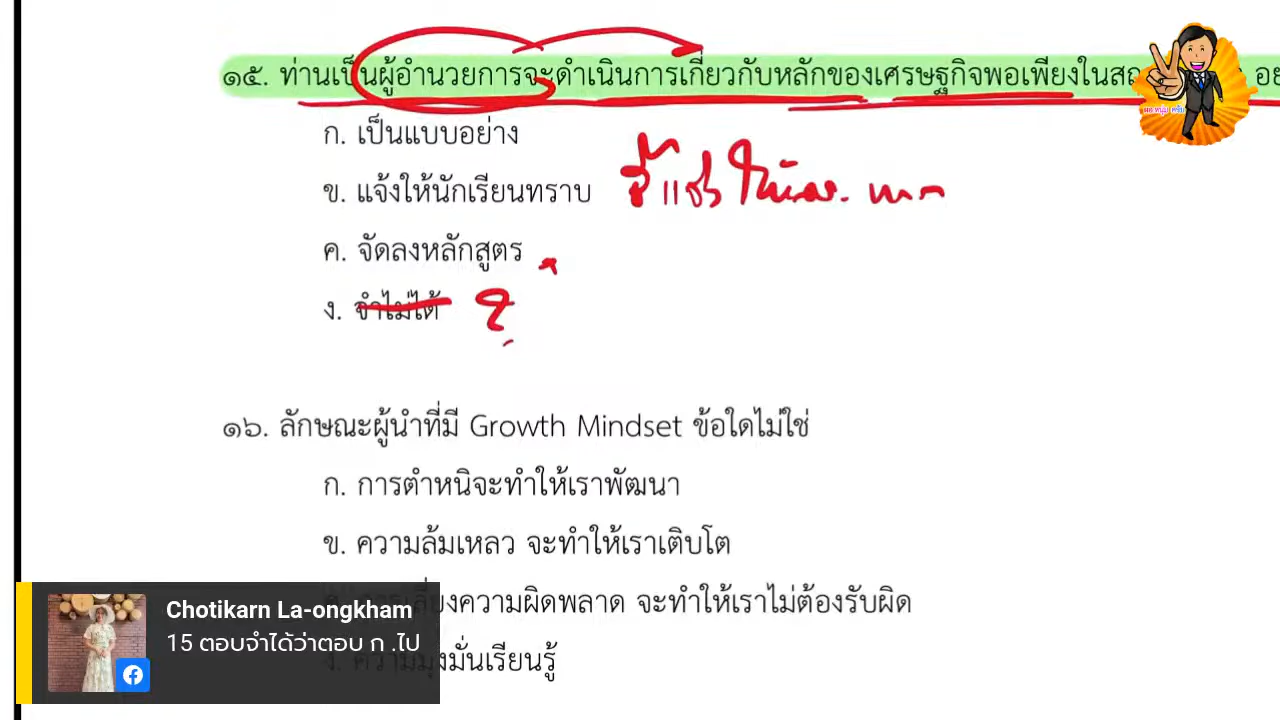 ๑๕. ท่านเป็นผู้อำนวยการจะดำเนินการเกี่ยวกับหลักของเศรษฐกิจพอเพียงในสถ
ก. เป็นแบบอย่าง
ข. แจ้งให้นักเรียนทราบ
ค. จัดลงหลักสูตร
ง. จำไม่ได้
๑๖. ลักษณะผู้นำที่มี Growth Mindset ข้อใดไม่ใช่
ก. การตำหนิจะทำให้เราพัฒนา
ข. ความล้มเหลว จะทำให้เราเติบโต
ความผิดพลาด จะทำให้เราไม่ต้องรับผิด
ง. ความมุ่งมั่นเรียนรู้
Chotikarn La-ongkham
15 ตอบจำได้ว่าตอบ ก .ไป